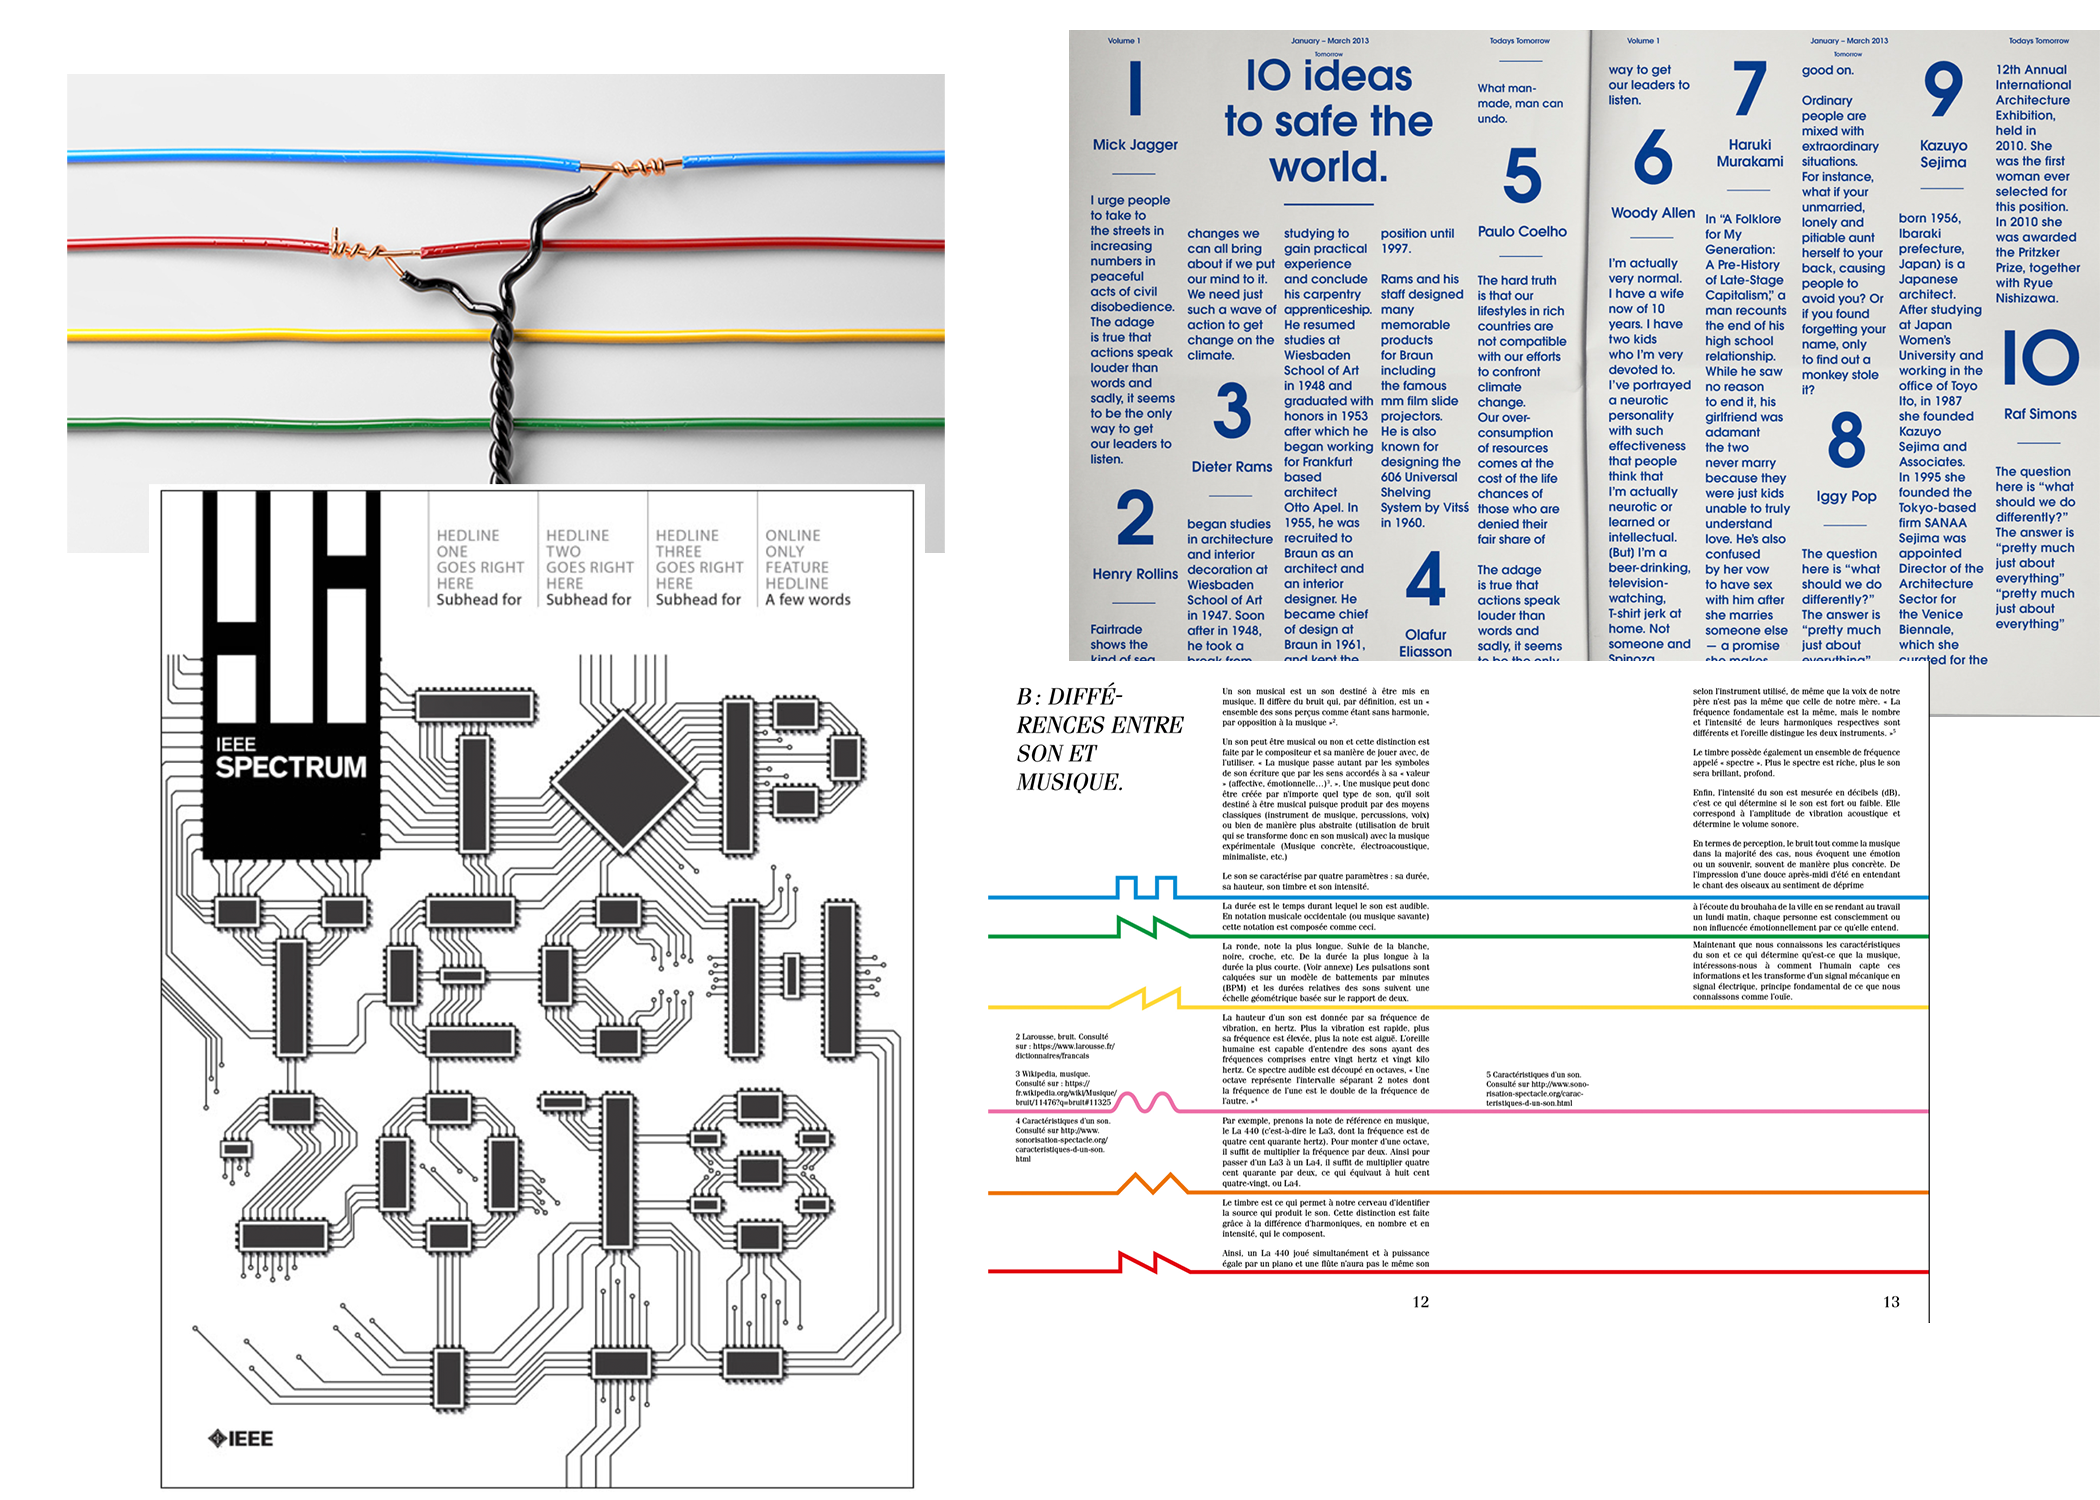 HEDLINE
ONE
GOES RIGHT
HERE
Subhead for
HEDLINE
TWO
GOES RIGHT
HERE
Subhead for
HEDLINE
THREE
GOES RIGHT
HERE
Subhead for
ONLINE
ONLY
FEATURE
HEDLINE
A few words
IEEE
SPECTRUM
TOP
TECH
2018
IEEE
Volume 1
January – March 2013
Todays Tomorrow
Tomorrow
1
Mick Jagger
I urge people
to take to
the streets in
increasing
numbers in
peaceful
acts of civil
disobedience.
The adage
is true that
actions speak
louder than
words and
sadly, it seems
to be the only
way to get
our leaders to
listen.
2
Henry Rollins
Fairtrade
shows the
kind of sea
10 ideas
to safe the
world.
changes we
can all bring
about if we put
our mind to it.
We need just
such a wave of
action to get
change on the
climate.
3
Dieter Rams
began studies
in architecture
and interior
decoration at
Wiesbaden
School of Art
in 1947. Soon
after in 1948,
he took a
break from
studying to
gain practical
experience
and conclude
his carpentry
apprenticeship.
He resumed
studies at
Wiesbaden
School of Art
in 1948 and
graduated with
honors in 1953
after which he
began working
for Frankfurt
based
architect
Otto Apel. In
1955, he was
recruited to
Braun as an
architect and
an interior
designer. He
became chief
of design at
Braun in 1961,
and kept the
position until
1997.
Rams and his
staff designed
many
memorable
products
for Braun
including
the famous
mm film slide
projectors.
He is also
known for
designing the
606 Universal
Shelving
System by Vitsś
in 1960.
4
Olafur
Eliasson
What man-
made, man can
undo.
5
Paulo Coelho
The hard truth
is that our
lifestyles in rich
countries are
not compatible
with our efforts
to confront
climate
change.
Our over-
consumption
of resources
comes at the
cost of the life
chances of
those who are
denied their
fair share of
The adage
is true that
actions speak
louder than
words and
sadly, it seems
to be the only
Volume 1
January – March 2013
Todays Tomorrow
Tomorrow
way to get
our leaders to
listen.
6
Woody Allen
I'm actually
very normal.
I have a wife
now of 10
years. I have
two kids
who I'm very
devoted to.
I've portrayed
a neurotic
personality
with such
effectiveness
that people
think that
I'm actually
neurotic or
learned or
intellectual.
(But) I'm a
beer-drinking,
television-
watching,
T-shirt jerk at
home. Not
someone and
Spinoza
7
Haruki
Murakami
In “A Folklore
for My
Generation:
A Pre-History
of Late-Stage
Capitalism,” a
man recounts
the end of his
high school
relationship.
While he saw
no reason
to end it, his
girlfriend was
adamant
the two
never marry
because they
were just kids
unable to truly
understand
love. He's also
confused
by her vow
to have sex
with him after
she marries
someone else
— a promise
she makes
good on.
Ordinary
people are
mixed with
extraordinary
situations.
For instance,
what if your
unmarried,
lonely and
pitiable aunt
herself to your
back, causing
people to
avoid you? Or
if you found
forgetting your
name, only
to find out a
monkey stole
it?
8
Iggy Pop
The question
here is “what
should we do
differently?”
The answer is
“pretty much
just about
everything”
9
Kazuyo
Sejima
born 1956,
Ibaraki
prefecture,
Japan) is a
Japanese
architect.
After studying
at Japan
Women's
University and
working in the
office of Toyo
Ito, in 1987
she founded
Kazuyo
Sejima and
Associates.
In 1995 she
founded the
Tokyo-based
firm SANAA
Sejima was
appointed
Director of the
Architecture
Sector for
the Venice
Biennale,
which she
curated for the
12th Annual
International
Architecture
Exhibition,
held in
2010. She
was the first
woman ever
selected for
this position.
In 2010 she
was awarded
the Pritzker
Prize, together
with Ryue
Nishizawa.
10
Raf Simons
The question
here is “what
should we do
differently?”
The answer is
“pretty much
just about
everything”
“pretty much
just about
everything”
B : DIFFÉ-
RENCES ENTRE
SON ET
MUSIQUE.
Un son musical est un son destiné à être mis en
musique. Il diffère du bruit qui, par définition, est un «
ensemble des sons perçus comme étant sans harmonie,
par opposition à la musique »².
Un son peut être musical ou non et cette distinction est
faite par le compositeur et sa manière de jouer avec, de
l'utiliser. « La musique passe autant par les symboles
de son écriture que par les sens accordés à sa « valeur
» (affective, émotionnelle…)³. ». Une musique peut donc
être créée par n'importe quel type de son, qu'il soit
destiné à être musical puisque produit par des moyens
classiques (instrument de musique, percussions, voix)
ou bien de manière plus abstraite (utilisation de bruit
qui se transforme donc en son musical) avec la musique
expérimentale (Musique concrète, électroacoustique,
minimaliste, etc.)
Le son se caractérise par quatre paramètres : sa durée,
sa hauteur, son timbre et son intensité.
La durée est le temps durant lequel le son est audible.
En notation musicale occidentale (ou musique savante)
cette notation est composée comme ceci.
La ronde, note la plus longue. Suivie de la blanche,
noire, croche, etc. De la durée la plus longue à la
durée la plus courte. (Voir annexe) Les pulsations sont
calquées sur un modèle de battements par minutes
(BPM) et les durées relatives des sons suivent une
échelle géométrique basée sur le rapport de deux.
La hauteur d'un son est donnée par sa fréquence de
vibration, en hertz. Plus la vibration est rapide, plus
sa fréquence est élevée, plus la note est aiguë. L'oreille
humaine est capable d'entendre des sons ayant des
fréquences comprises entre vingt hertz et vingt kilo
hertz. Ce spectre audible est découpé en octaves, « Une
octave représente l'intervalle séparant 2 notes dont
la fréquence de l'une est le double de la fréquence de
l'autre. »⁴
Par exemple, prenons la note de référence en musique,
le La 440 (c'est-à-dire le La3, dont la fréquence est de
quatre cent quarante hertz). Pour monter d'une octave,
il suffit de multiplier la fréquence par deux. Ainsi pour
passer d'un La3 à un La4, il suffit de multiplier quatre
cent quarante par deux, ce qui équivaut à huit cent
quatre-vingt, ou La4.
Le timbre est ce qui permet à notre cerveau d'identifier
la source qui produit le son. Cette distinction est faite
grâce à la différence d'harmoniques, en nombre et en
intensité, qui le composent.
Ainsi, un La 440 joué simultanément et à puissance
égale par un piano et une flûte n'aura pas le même son
2 Larousse, bruit. Consulté
sur : https://www.larousse.fr/
dictionnaires/francais
3 Wikipedia, musique.
Consulté sur : https://
fr.wikipedia.org/wiki/Musique/
bruit/11476?q=bruit#11325
4 Caractéristiques d'un son.
Consulté sur http://www.
sonorisation-spectacle.org/
caracteristiques-d-un-son.
html
12
selon l'instrument utilisé, de même que la voix de notre
père n'est pas la même que celle de notre mère. « La
fréquence fondamentale est la même, mais le nombre
et l'intensité de leurs harmoniques respectives sont
différents et l'oreille distingue les deux instruments. »⁵
Le timbre possède également un ensemble de fréquence
appelé « spectre ». Plus le spectre est riche, plus le son
sera brillant, profond.
Enfin, l'intensité du son est mesurée en décibels (dB),
c'est ce qui détermine si le son est fort ou faible. Elle
correspond à l'amplitude de vibration acoustique et
détermine le volume sonore.
En termes de perception, le bruit tout comme la musique
dans la majorité des cas, nous évoquent une émotion
ou un souvenir, souvent de manière plus concrète. De
l'impression d'une douce après-midi d'été en entendant
le chant des oiseaux au sentiment de déprime
à l'écoute du brouhaha de la ville en se rendant au travail
un lundi matin, chaque personne est consciemment ou
non influencée émotionnellement par ce qu'elle entend.
Maintenant que nous connaissons les caractéristiques
du son et ce qui détermine qu'est-ce que la musique,
intéressons-nous à comment l'humain capte ces
informations et les transforme d'un signal mécanique en
signal électrique, principe fondamental de ce que nous
connaissons comme l'ouïe.
5 Caractéristiques d'un son.
Consulté sur http://www.sono-
risation-spectacle.org/carac-
teristiques-d-un-son.html
13